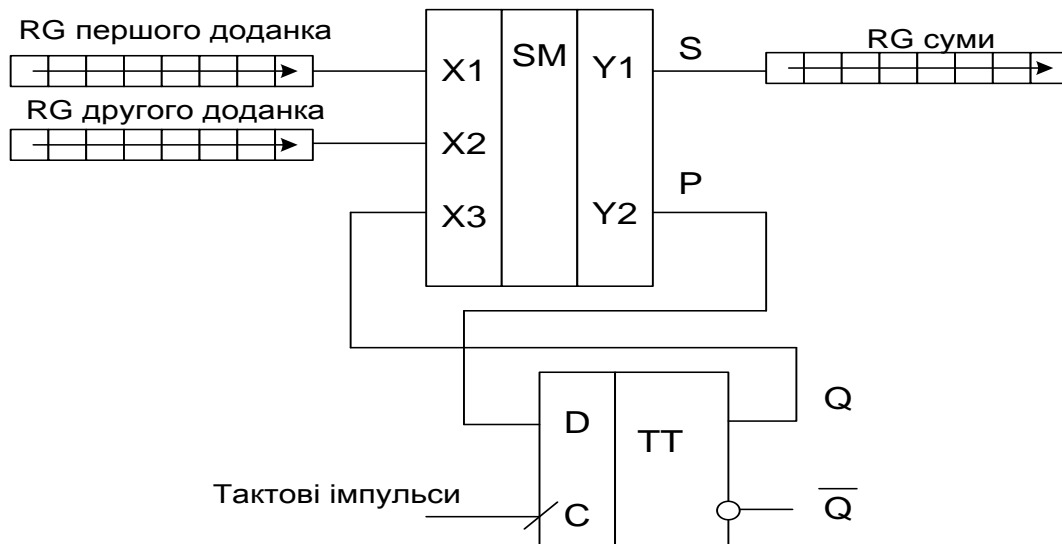 RG першого доданка
RG другого доданка
X1
X2
X3
SM
Y1
Y2
S
P
RG суми
D
C
TT
Q
Q̅
Тактові імпульси